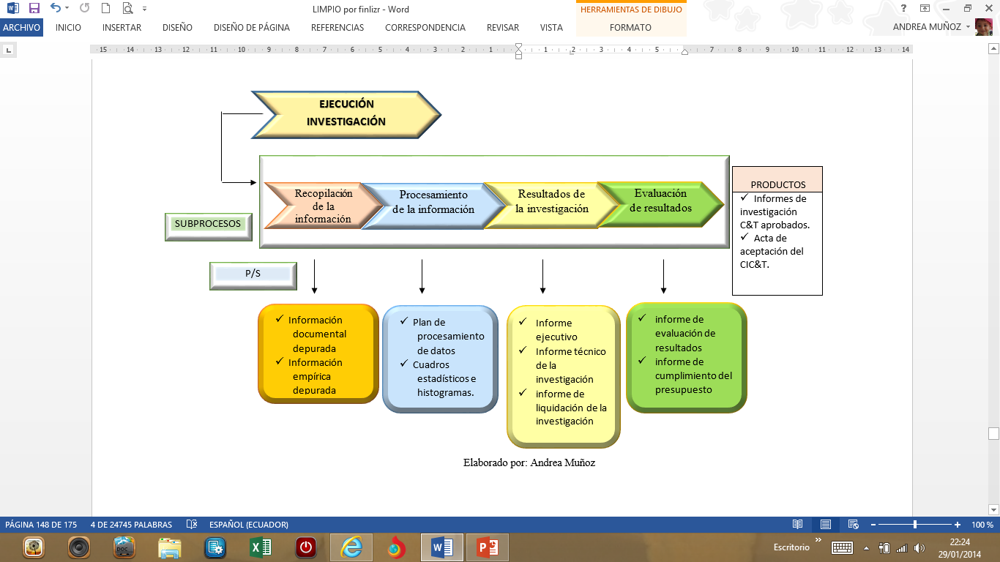 LIMPIO por finlizr - Word
HERRAMIENTAS DE DIBUJO
ARCHIVO INICIO INSERTAR DISEÑO DISEÑO DE PÁGINA REFERENCIAS CORRESPONDENCIA REVISAR VISTA FORMATO
ANDREA MUÑOZ
15 14 13 12 11 10 9 8 7 6 5 4 3 2 1 1 2 3 4 5 7 8 9 10 11 12 13 14
EJECUCIÓN
INVESTIGACIÓN
Recopilación
de la
información
Procesamiento
de la información
Resultados de
la investigación
Evaluación
de resultados
PRODUCTOS
✓ Informes de
investigación
C&T aprobados.
✓ Acta de
aceptación del
CIC&T.
SUBPROCESOS
P/S
✓ Información
documental
depurada
✓ Información
empírica
depurada
✓ Plan de
procesamiento
de datos
✓ Cuadros
estadísticos e
histogramas.
✓ Informe
ejecutivo
✓ Informe técnico
de la
investigación
✓ informe de
liquidación de la
investigación
✓ informe de
evaluación de
resultados
✓ informe de
cumplimiento del
presupuesto
Elaborado por: Andrea Muñoz
PÁGINA 148 DE 175 4 DE 24745 PALABRAS ESPAÑOL (ECUADOR) 100 %
Escritorio
22:24
29/01/2014